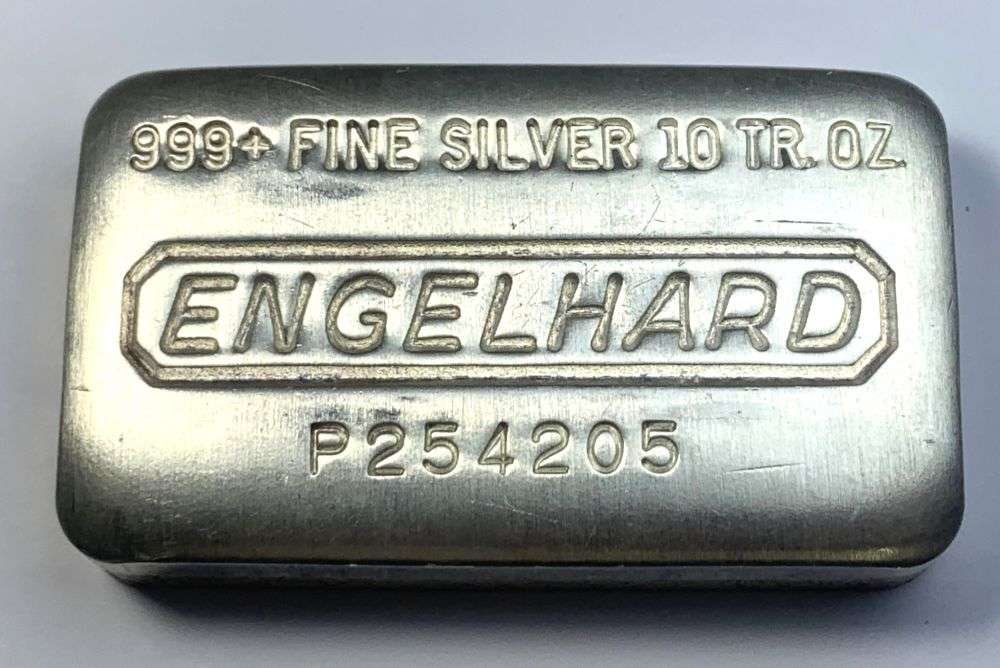 999+ FINE SILVER 10 TR. OZ.
ENGELHARD
P254205